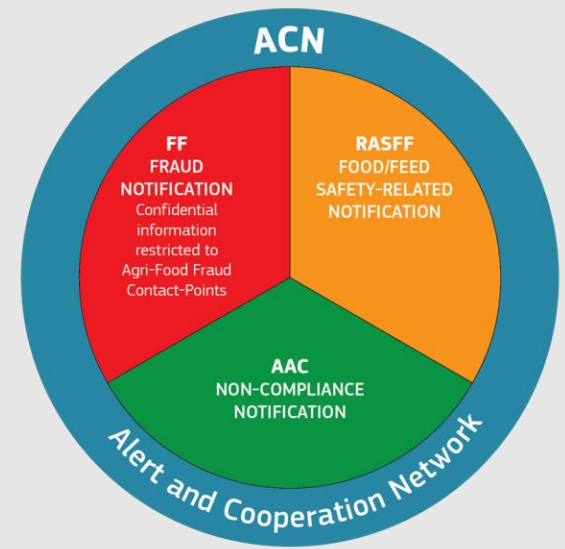 ACN
FF
FRAUD
NOTIFICATION
Confidential
information
restricted to
Agri-Food Fraud
Contact-Points
RASFF
FOOD/FEED
SAFETY-RELATED
NOTIFICATION
AAC
NON-COMPLIANCE
NOTIFICATION
Alert and Cooperation Network